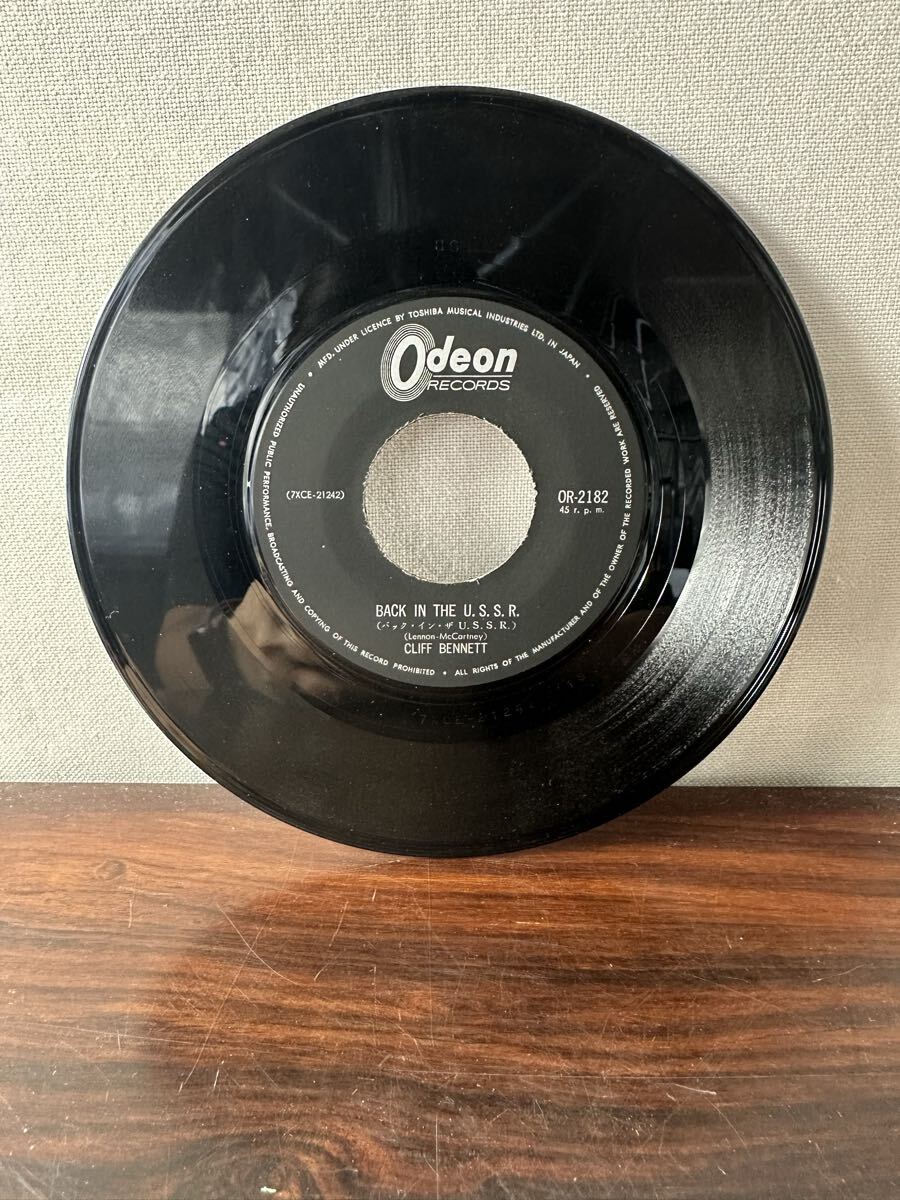 MFD. UNDER LICENCE BY TOSHIBA MUSICAL INDUSTRIES LTD. IN JAPAN •
Odeon
RECORDS
(7XCE-21242)
OR-2182
45 r. p. m.
BACK IN THE U. S. S. R.
(バック・イン・ザ U. S. S. R.)
(Lennon-McCartney)
CLIFF BENNETT
UNAUTHORIZED PUBLIC PERFORMANCE, BROADCASTING AND COPYING OF THIS RECORD PROHIBITED • ALL RIGHTS OF THE MANUFACTURER AND OF THE OWNER OF THE RECORDED WORK ARE RESERVED